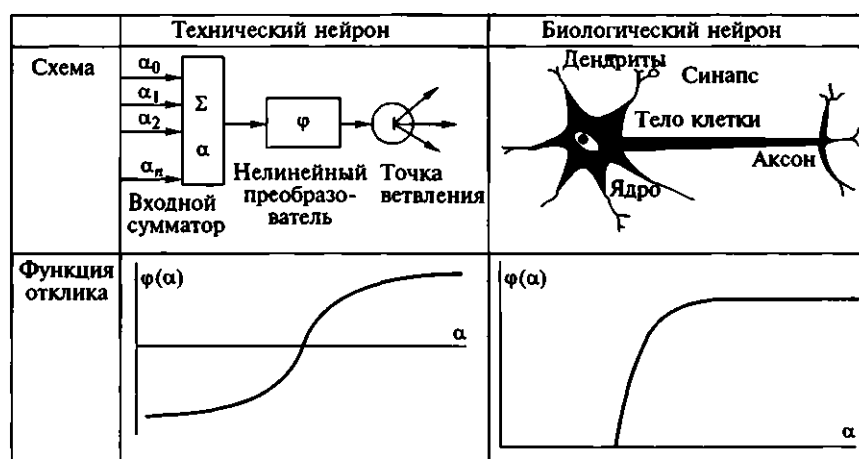 Технический нейрон
Биологический нейрон
Схема
α₀
α₁
α₂
αₙ
Σ
α
φ
Входной
сумматор
Нелинейный
преобразо-
ватель
Точка
ветвления
Дендриты
Синапс
Тело клетки
Аксон
Ядро
Функция
отклика
φ(α)
α
φ(α)
α